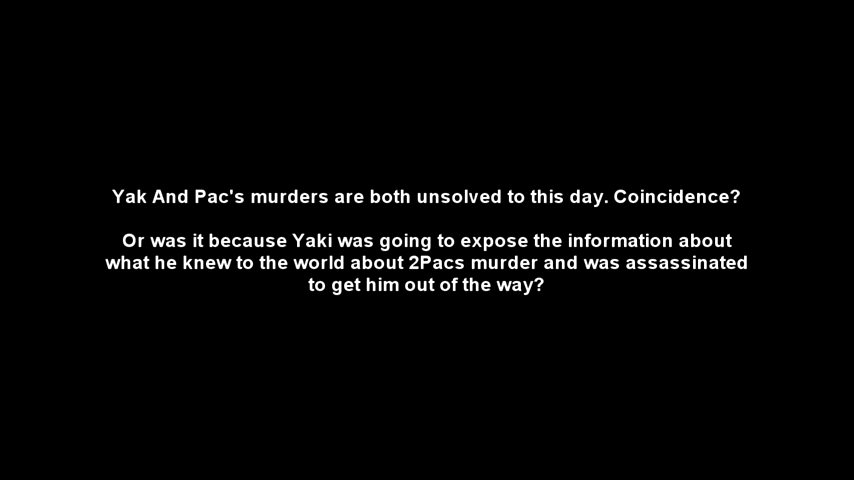 Yak And Pac's murders are both unsolved to this day. Coincidence?
Or was it because Yaki was going to expose the information about
what he knew to the world about 2Pacs murder and was assassinated
to get him out of the way?